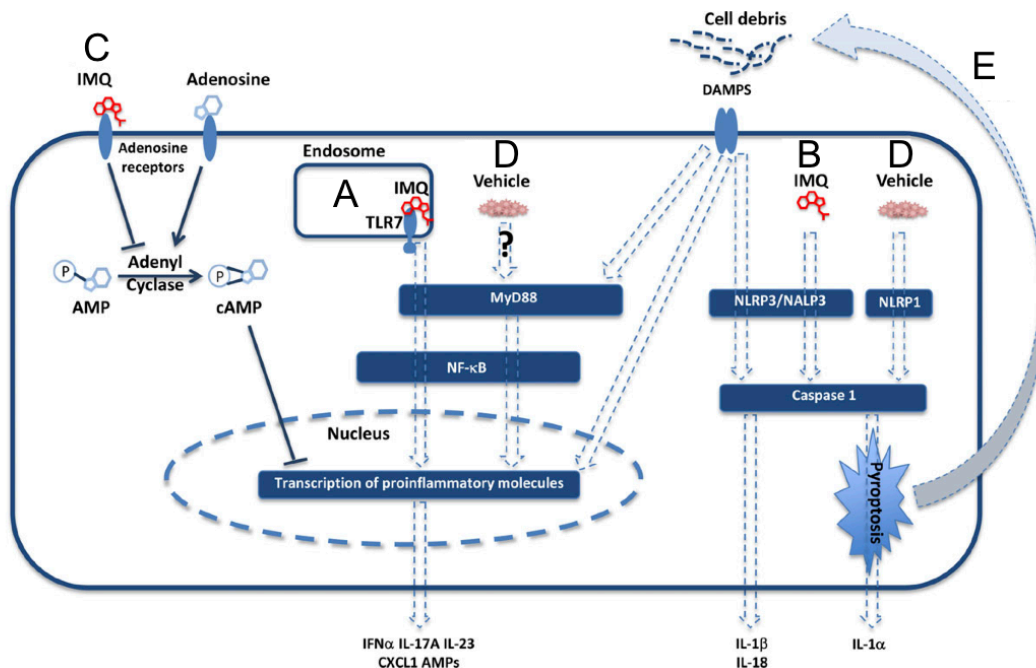 Cell debris
C
E
IMQ
Adenosine
DAMPS
Adenosine
receptors
Endosome
D
B
D
A
IMQ
Vehicle
IMQ
Vehicle
TLR7
?
P
Adenyl
Cyclase
P
AMP
cAMP
MyD88
NLRP3/NALP3
NLRP1
NF-κB
Caspase 1
Nucleus
Transcription of proinflammatory molecules
Pyroptosis
IFNα IL-17A IL-23
CXCL1 AMPs
IL-1β
IL-18
IL-1α